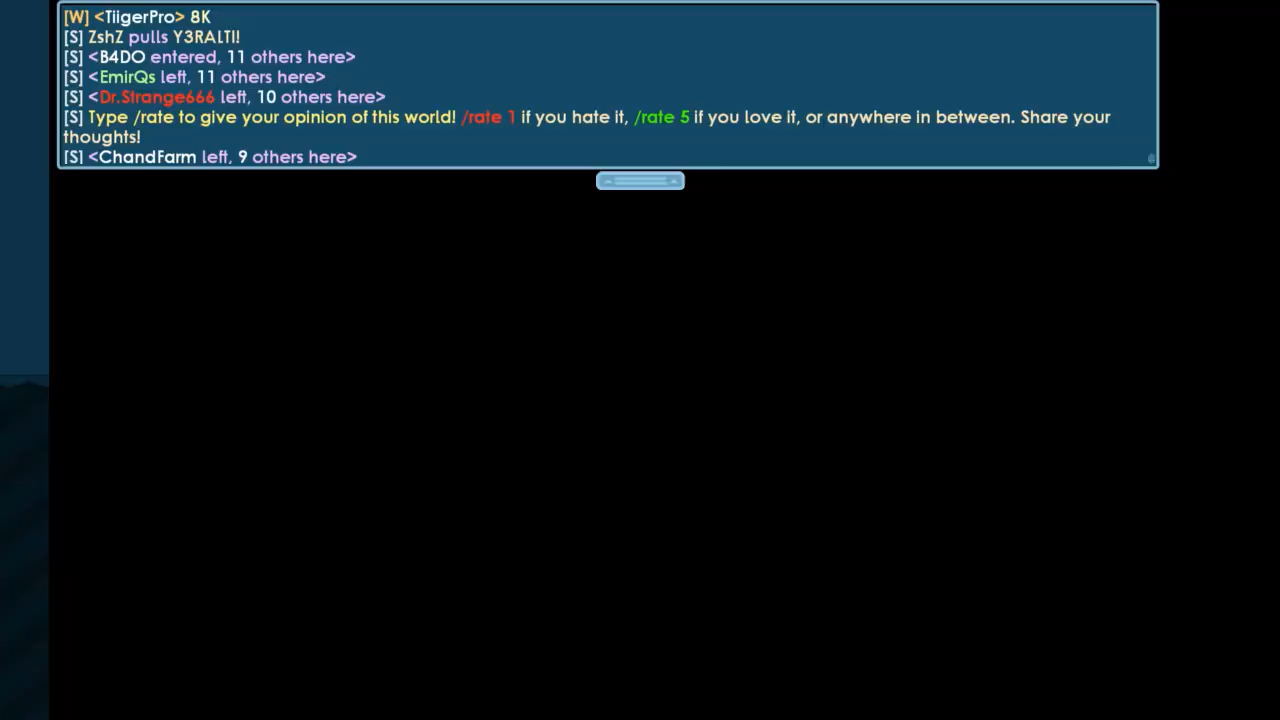 [W] <TiigerPro> 8K
[S] ZshZ pulls Y3RALTI!
[S] <B4DO entered, 11 others here>
[S] <EmirQs left, 11 others here>
[S] <Dr.Strange666 left, 10 others here>
[S] Type /rate to give your opinion of this world! /rate 1 if you hate it, /rate 5 if you love it, or anywhere in between. Share your
thoughts!
[S] <ChandFarm left, 9 others here>